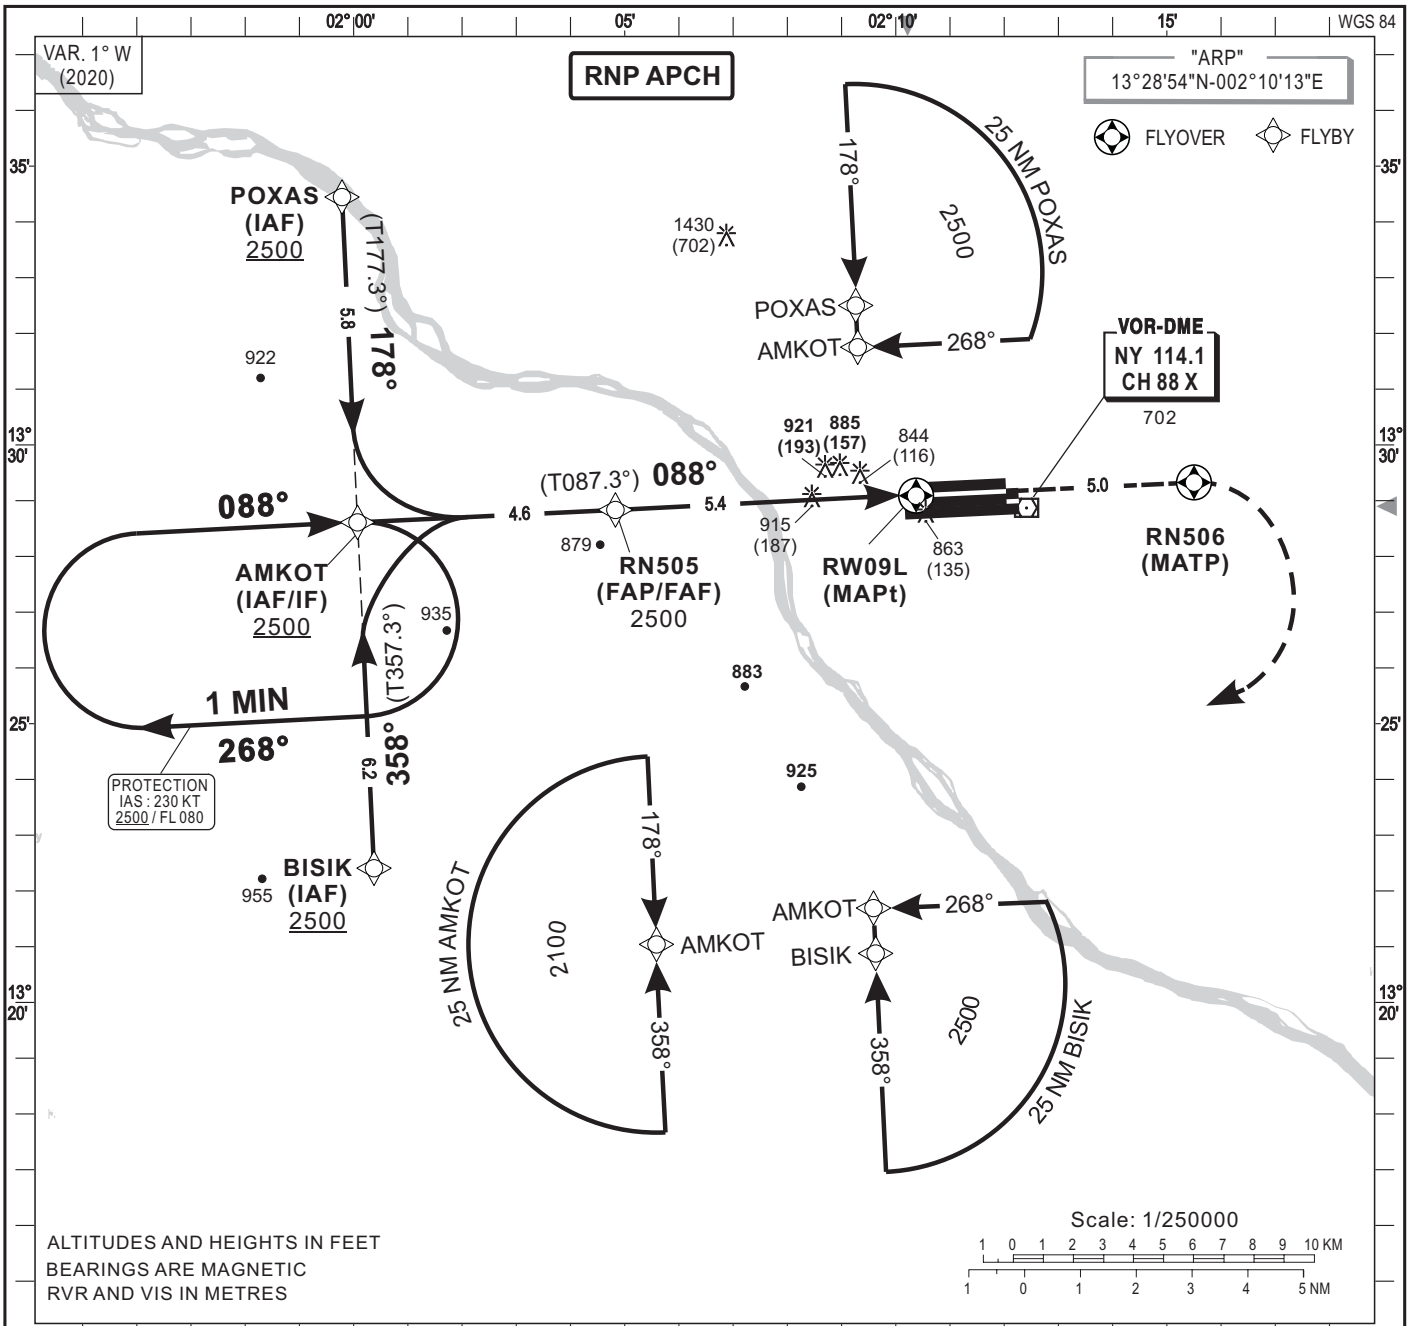 02°00'
05'
02°10'
15'
WGS 84
VAR. 1° W
(2020)
RNP APCH
"ARP"
13°28'54"N-002°10'13"E
FLYOVER
FLYBY
35'
35'
POXAS
(IAF)
2500
(T177.3°)
178°
5.8
1430
(702)
178°
25 NM POXAS
2500
POXAS
AMKOT
268°
VOR-DME
NY 114.1
CH 88 X
702
922
13°
30'
13°
30'
921
(193)
885
(157)
844
(116)
088°
(T087.3°)
088°
4.6
5.4
5.0
915
(187)
863
(135)
879
RN505
(FAP/FAF)
2500
RW09L
(MAPt)
RN506
(MATP)
AMKOT
(IAF/IF)
2500
935
(T357.3°)
358°
6.2
883
1 MIN
268°
25'
25'
PROTECTION
IAS : 230 KT
2500 / FL 080
925
BISIK
(IAF)
2500
955
25 NM AMKOT
2100
178°
AMKOT
358°
AMKOT
268°
BISIK
358°
2500
25 NM BISIK
13°
20'
13°
20'
ALTITUDES AND HEIGHTS IN FEET
BEARINGS ARE MAGNETIC
RVR AND VIS IN METRES
Scale: 1/250000
1 0 1 2 3 4 5 6 7 8 9 10 KM
1 0 1 2 3 4 5 NM